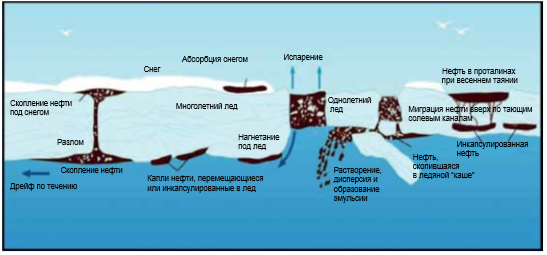 Абсорбция снегом
Снег
Испарение
Нефть в проталинах
при весеннем таянии
Скопление нефти
под снегом
Многолетний лед
Однолетний
лед
Миграция нефти вверх по тающим
солевым каналам
Разлом
Нагнетание
под лед
Инкапсулированная
нефть
Скопление нефти
Капли нефти, перемещающиеся
или инкапсулированные в лед
Растворение,
дисперсия и
образование
эмульсии
Нефть,
скопившаяся
в ледяной "каше"
Дрейф по течению